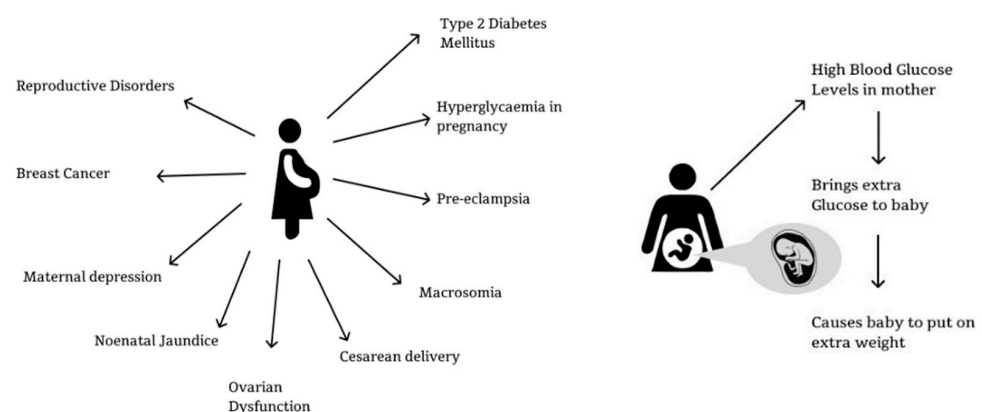 Type 2 Diabetes
Mellitus
Reproductive Disorders
Hyperglycaemia in
pregnancy
Breast Cancer
Pre-eclampsia
Maternal depression
Macrosomia
Noenatal Jaundice
Cesarean delivery
Ovarian
Dysfunction
High Blood Glucose
Levels in mother
Brings extra
Glucose to baby
Causes baby to put on
extra weight